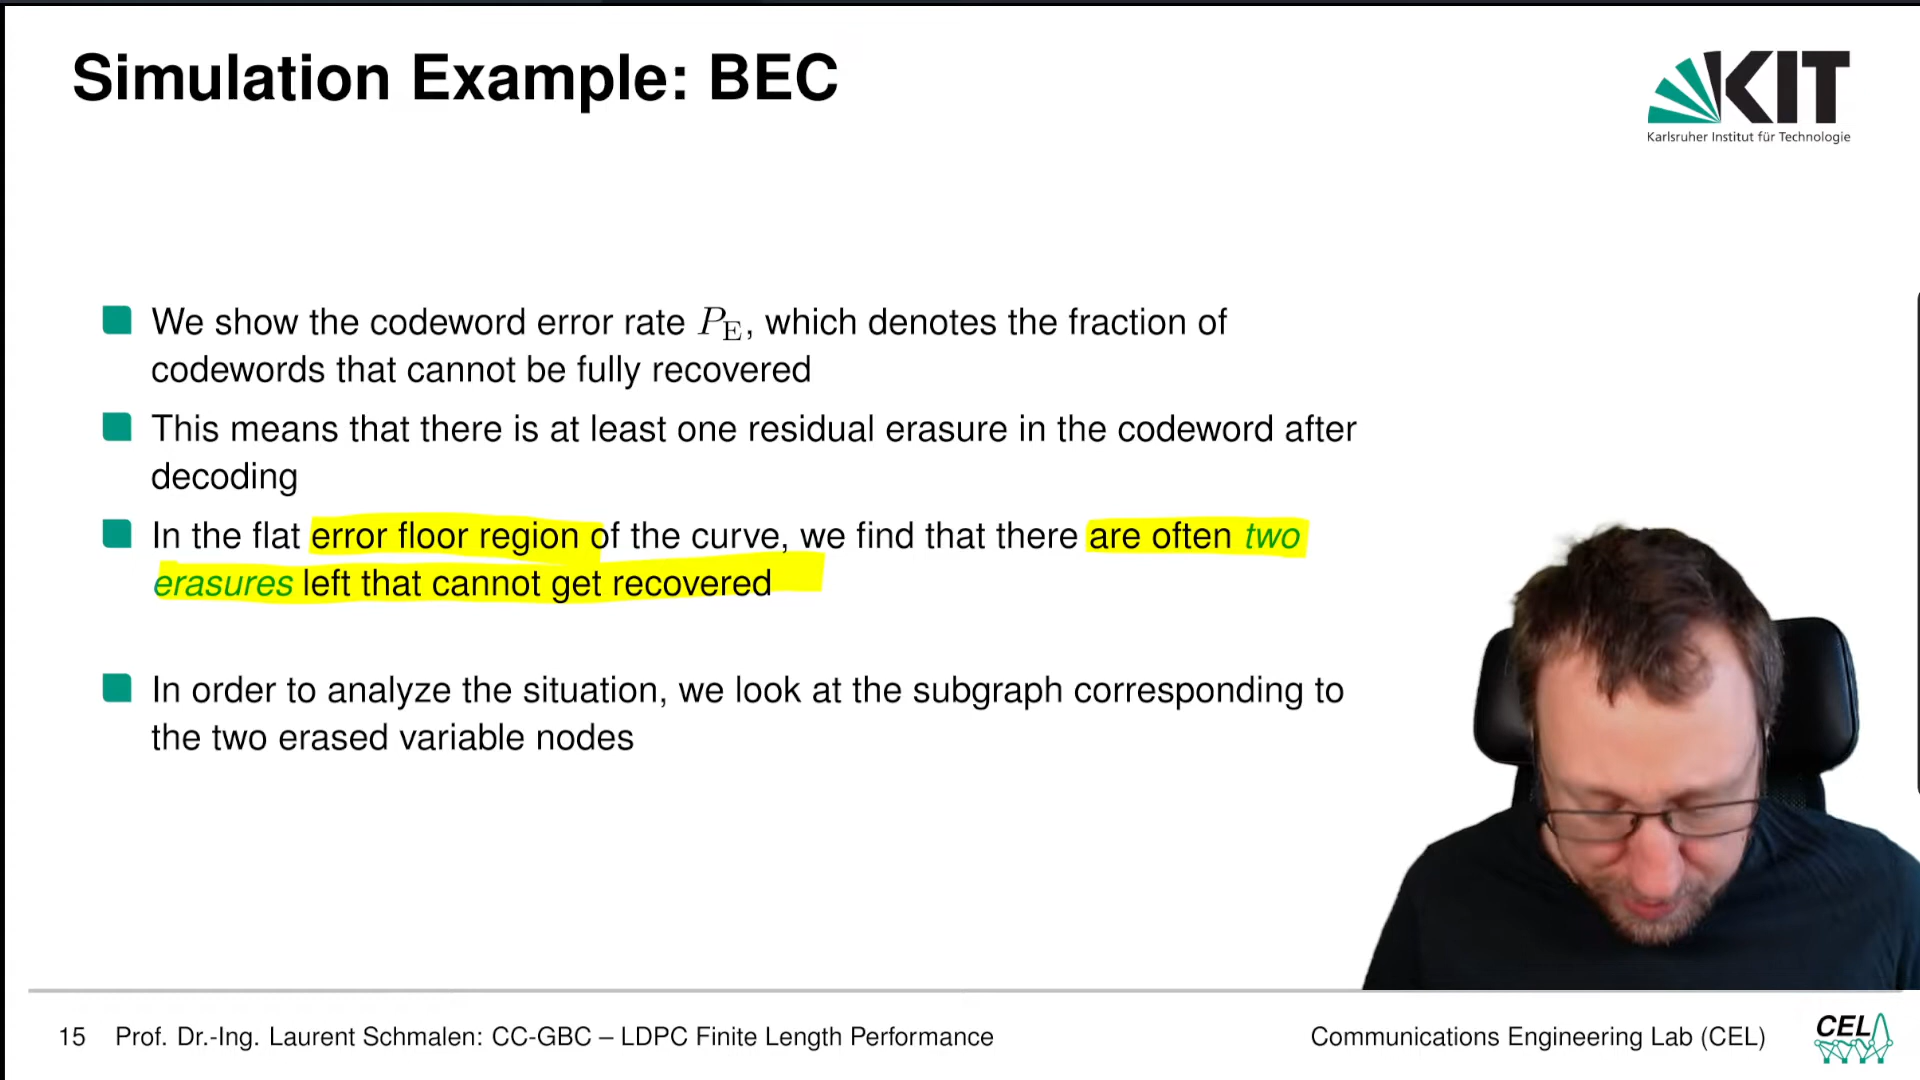 Simulation Example: BEC
KIT
Karlsruher Institut für Technologie
We show the codeword error rate P_E, which denotes the fraction of
codewords that cannot be fully recovered
This means that there is at least one residual erasure in the codeword after
decoding
In the flat error floor region of the curve, we find that there are often two
erasures left that cannot get recovered
In order to analyze the situation, we look at the subgraph corresponding to
the two erased variable nodes
15 Prof. Dr.-Ing. Laurent Schmalen: CC-GBC – LDPC Finite Length Performance
Communications Engineering Lab (CEL)
CEL